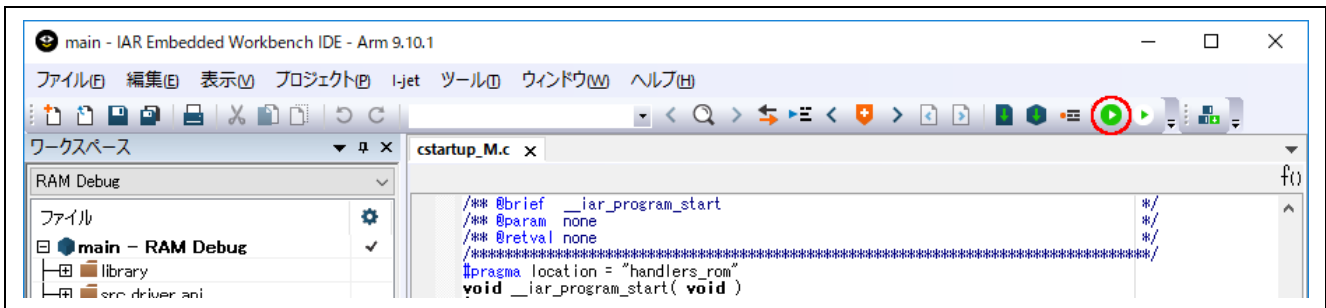 main - IAR Embedded Workbench IDE - Arm 9.10.1
ファイル(F) 編集(E) 表示(V) プロジェクト(P) I-jet ツール(T) ウィンドウ(W) ヘルプ(H)
ワークスペース
cstartup_M.c
RAM Debug
f()
ファイル
main - RAM Debug
library
src driver api
/** @brief __iar_program_start */
/** @param none */
/** @retval none */
/******************************************************************************/
#pragma location = "handlers_rom"
void __iar_program_start( void )